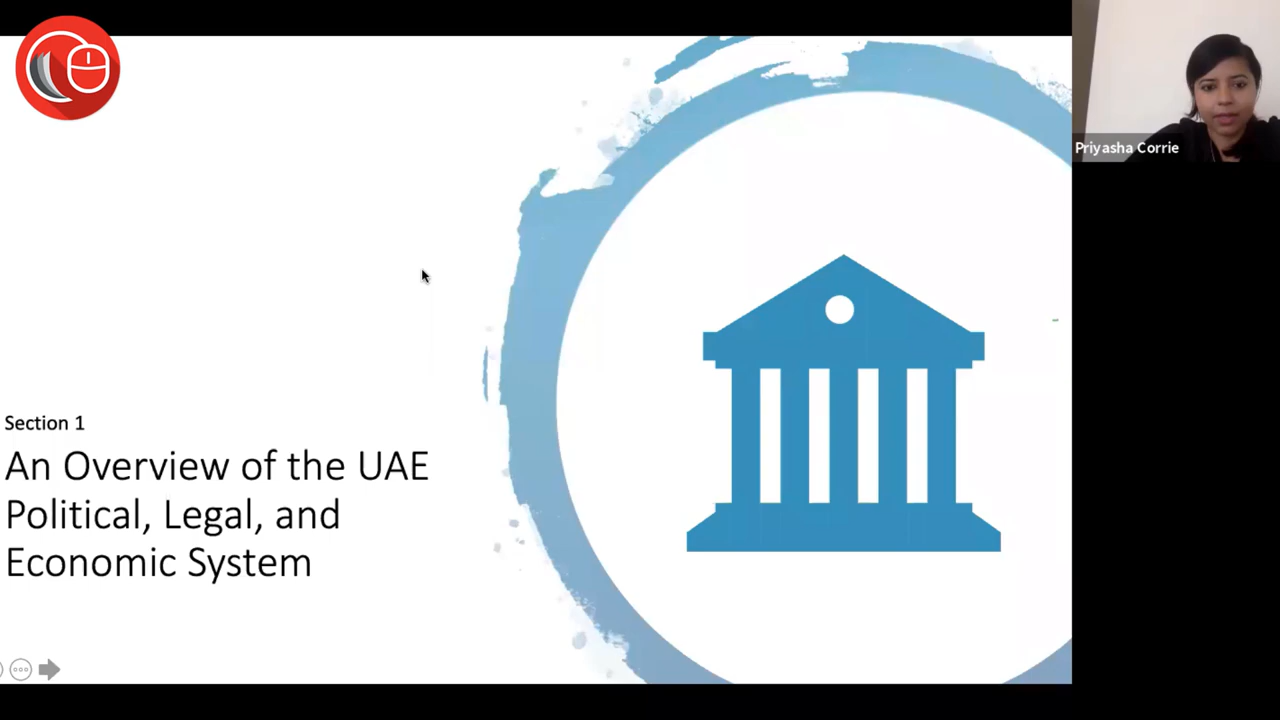 Priyasha Corrie
Section 1
An Overview of the UAE
Political, Legal, and
Economic System